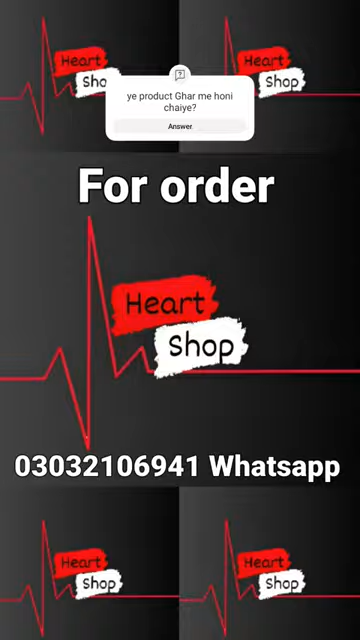 Heart
Shop
Heart
Shop
ye product Ghar me honi
chaiye?
Answer.
For order
Heart
Shop
03032106941 Whatsapp
Heart
Shop
Heart
Shop